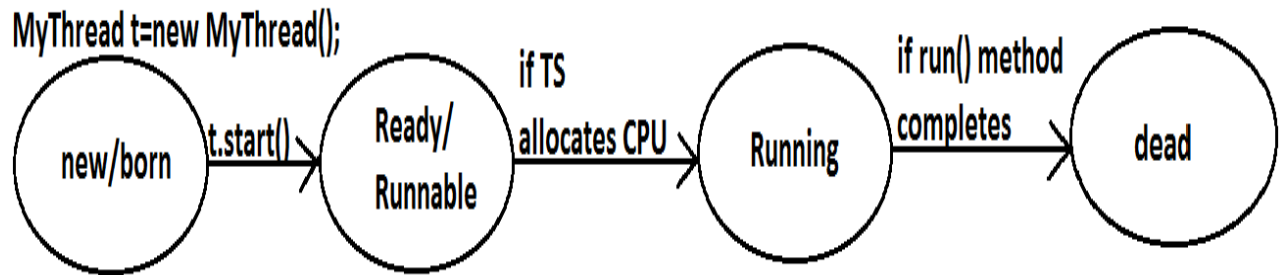 MyThread t=new MyThread();
new/born
t.start()
Ready/
Runnable
if TS
allocates CPU
Running
if run() method
completes
dead